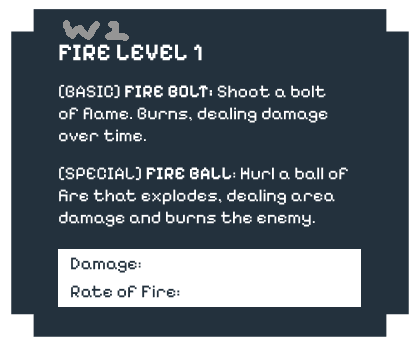 W2
FIRE LEVEL 1
(BASIC) FIRE BOLT: Shoot a bolt
of flame. Burns, dealing damage
over time.
(SPECIAL) FIRE BALL: Hurl a ball of
fire that explodes, dealing area
damage and burns the enemy.
Damage:
Rate of Fire: